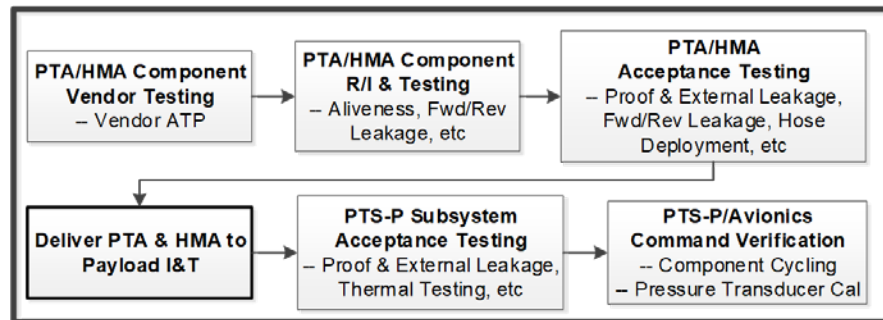 PTA/HMA Component
Vendor Testing
-- Vendor ATP
PTA/HMA Component
R/I & Testing
-- Aliveness, Fwd/Rev
Leakage, etc
PTA/HMA
Acceptance Testing
-- Proof & External Leakage,
Fwd/Rev Leakage, Hose
Deployment, etc
Deliver PTA & HMA to
Payload I&T
PTS-P Subsystem
Acceptance Testing
-- Proof & External Leakage,
Thermal Testing, etc
PTS-P/Avionics
Command Verification
-- Component Cycling
-- Pressure Transducer Cal